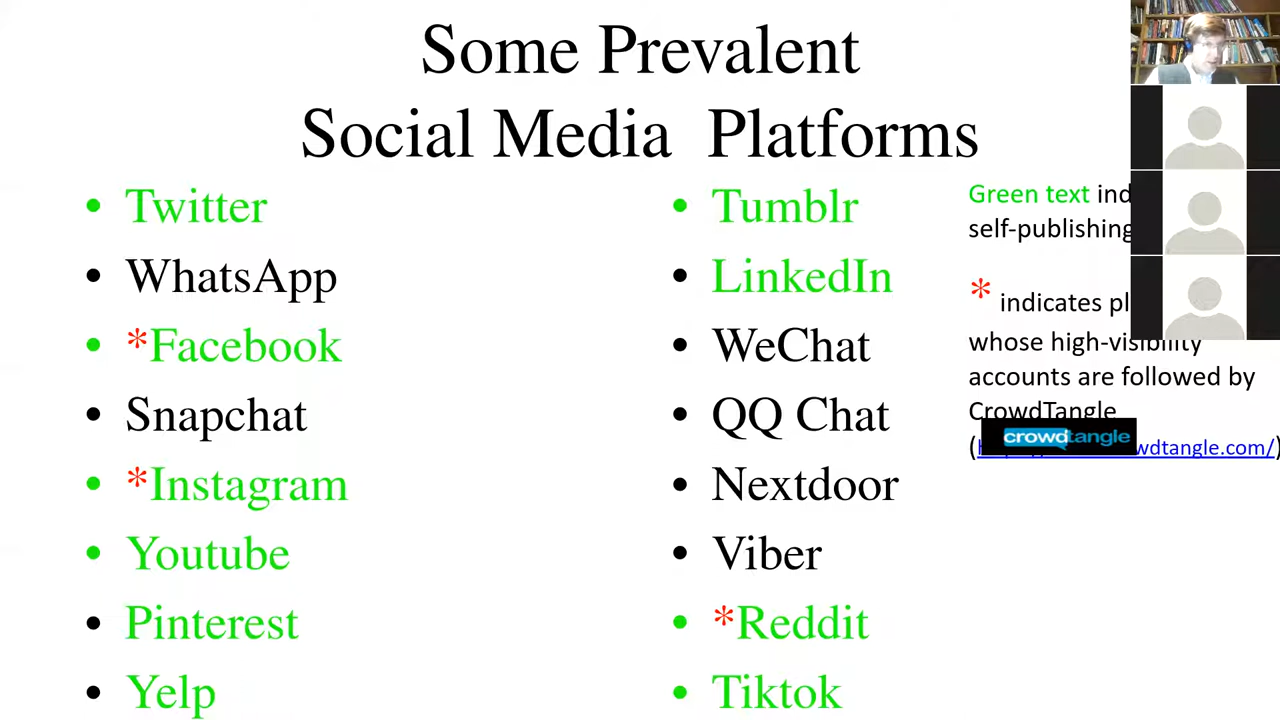 Some Prevalent
Social Media Platforms
• Twitter
• WhatsApp
• *Facebook
• Snapchat
• *Instagram
• Youtube
• Pinterest
• Yelp
• Tumblr
• LinkedIn
• WeChat
• QQ Chat
• Nextdoor
• Viber
• *Reddit
• Tiktok
Green text
self-publishing
* indicates
whose high-visibility
accounts are followed by
CrowdTangle
crowdtangle
wdtangle.com/)